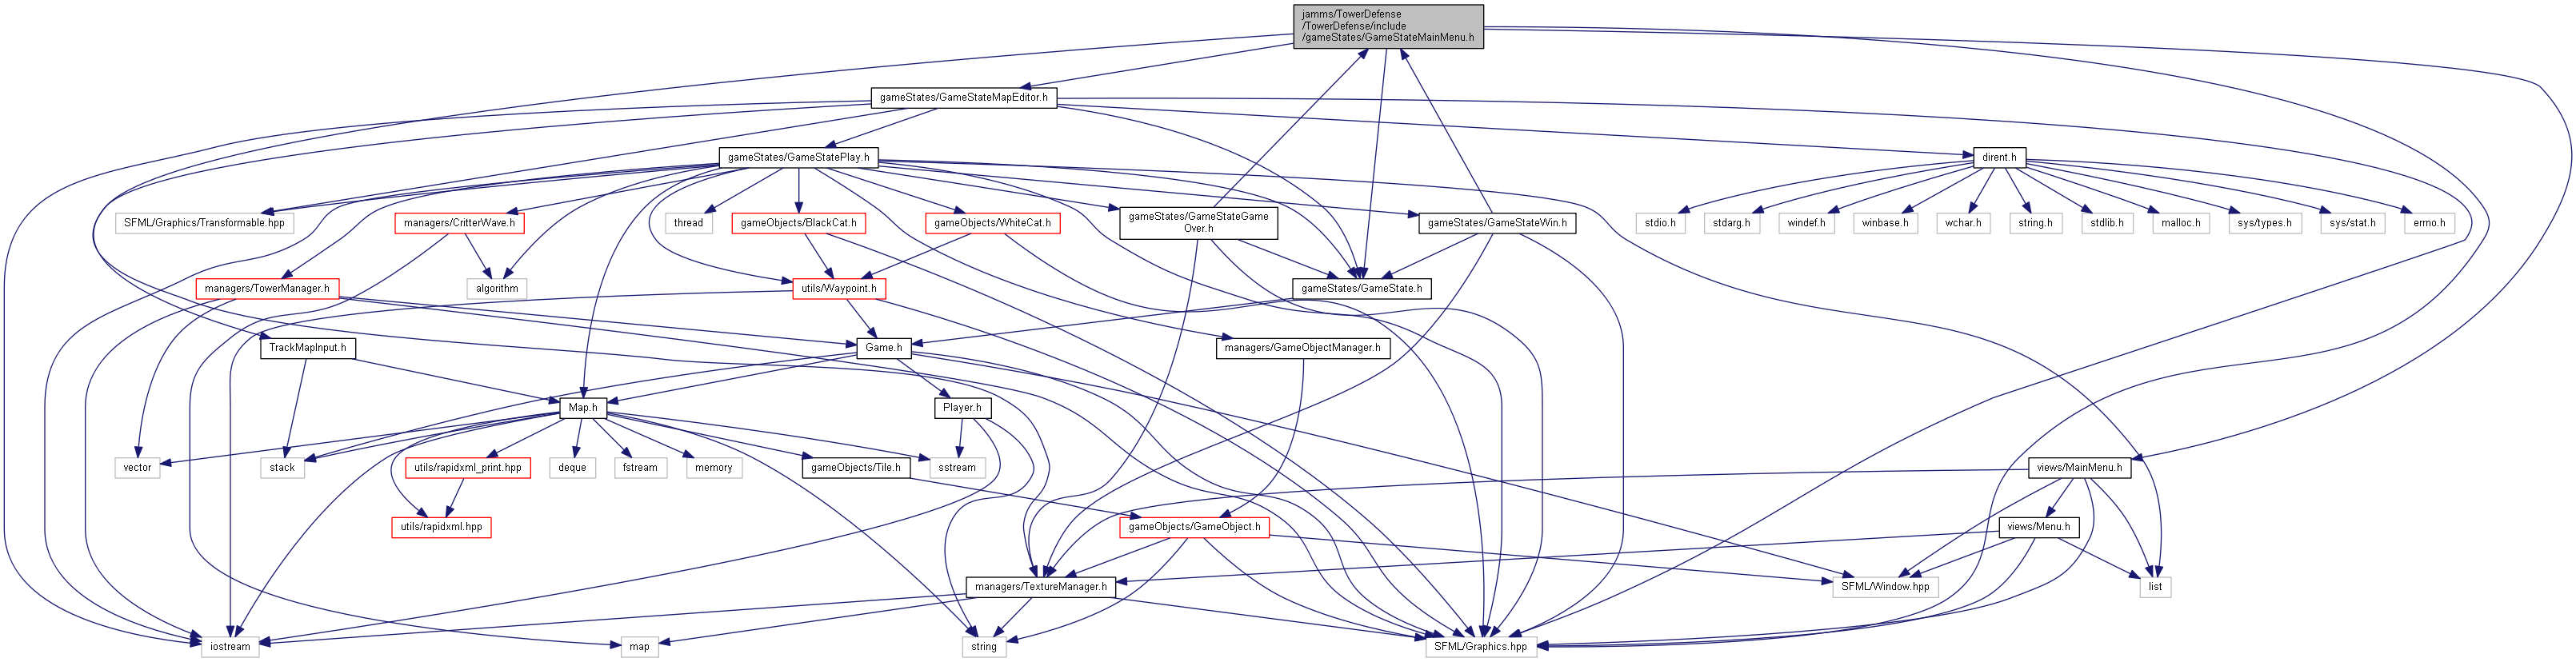 jamms/TowerDefense
/TowerDefense/include
/gameStates/GameStateMainMenu.h
gameStates/GameStateMapEditor.h
gameStates/GameStatePlay.h
dirent.h
SFML/Graphics/Transformable.hpp
managers/CritterWave.h
thread
gameObjects/BlackCat.h
gameObjects/WhiteCat.h
gameStates/GameStateGame
Over.h
gameStates/GameStateWin.h
stdio.h
stdarg.h
windef.h
winbase.h
wchar.h
string.h
stdlib.h
malloc.h
sys/types.h
sys/stat.h
errno.h
managers/TowerManager.h
algorithm
utils/Waypoint.h
gameStates/GameState.h
TrackMapInput.h
Game.h
managers/GameObjectManager.h
Map.h
Player.h
vector
stack
utils/rapidxml_print.hpp
deque
fstream
memory
gameObjects/Tile.h
sstream
views/MainMenu.h
utils/rapidxml.hpp
gameObjects/GameObject.h
views/Menu.h
managers/TextureManager.h
SFML/Window.hpp
list
iostream
map
string
SFML/Graphics.hpp